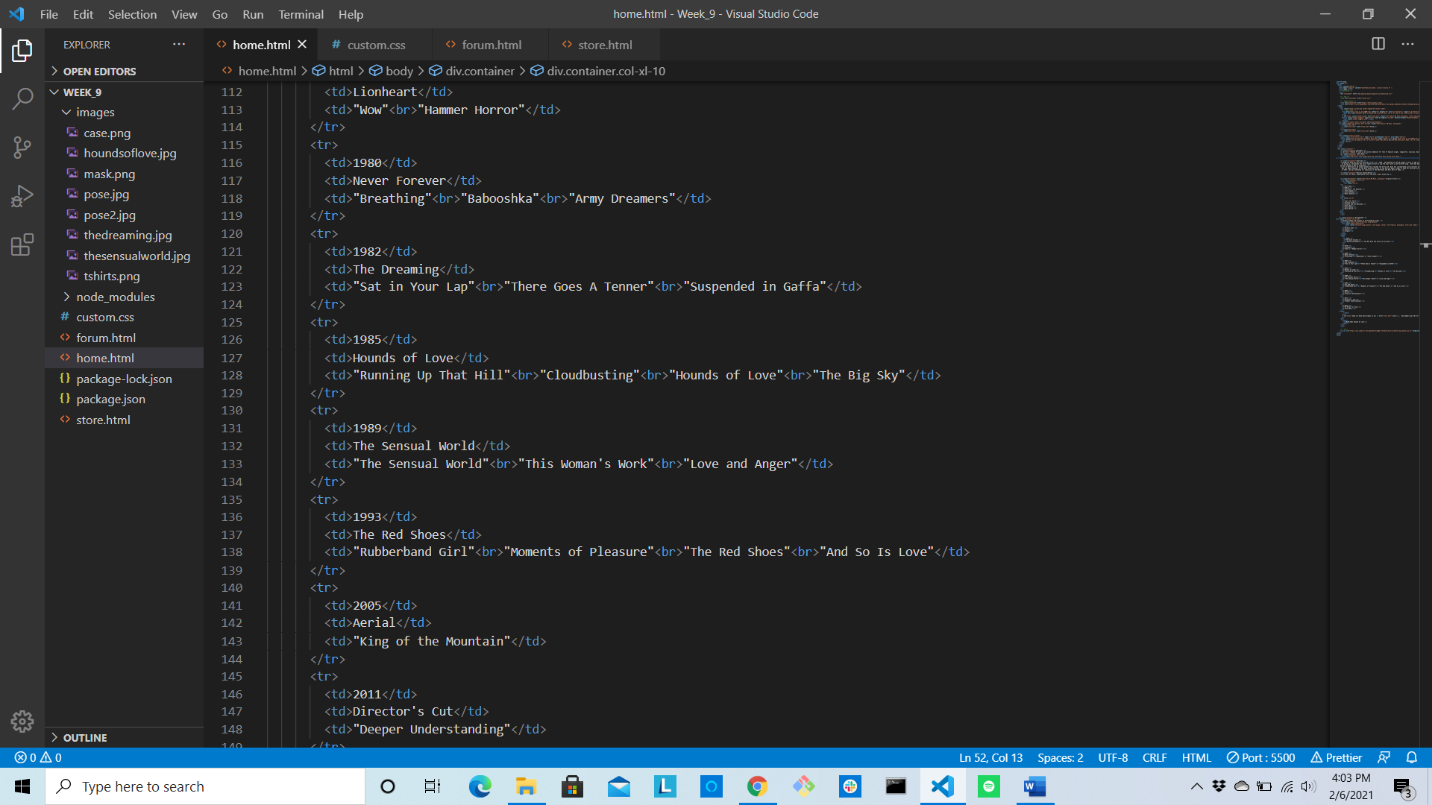 File Edit Selection View Go Run Terminal Help home.html - Week_9 - Visual Studio Code
EXPLORER ··· home.html custom.css forum.html store.html
OPEN EDITORS
home.html > html > body > div.container > div.container.col-xl-10
WEEK_9
images
case.png
houndsoflove.jpg
mask.png
pose.jpg
pose2.jpg
thedreaming.jpg
thesensualworld.jpg
tshirts.png
node_modules
custom.css
forum.html
home.html
package-lock.json
package.json
store.html
OUTLINE
112 <td>Lionheart</td>
113 <td>"Wow"<br>"Hammer Horror"</td>
114 </tr>
115 <tr>
116 <td>1980</td>
117 <td>Never Forever</td>
118 <td>"Breathing"<br>"Babooshka"<br>"Army Dreamers"</td>
119 </tr>
120 <tr>
121 <td>1982</td>
122 <td>The Dreaming</td>
123 <td>"Sat in Your Lap"<br>"There Goes A Tenner"<br>"Suspended in Gaffa"</td>
124 </tr>
125 <tr>
126 <td>1985</td>
127 <td>Hounds of Love</td>
128 <td>"Running Up That Hill"<br>"Cloudbusting"<br>"Hounds of Love"<br>"The Big Sky"</td>
129 </tr>
130 <tr>
131 <td>1989</td>
132 <td>The Sensual World</td>
133 <td>"The Sensual World"<br>"This Woman's Work"<br>"Love and Anger"</td>
134 </tr>
135 <tr>
136 <td>1993</td>
137 <td>The Red Shoes</td>
138 <td>"Rubberband Girl"<br>"Moments of Pleasure"<br>"The Red Shoes"<br>"And So Is Love"</td>
139 </tr>
140 <tr>
141 <td>2005</td>
142 <td>Aerial</td>
143 <td>"King of the Mountain"</td>
144 </tr>
145 <tr>
146 <td>2011</td>
147 <td>Director's Cut</td>
148 <td>"Deeper Understanding"</td>
149 </tr>
0 0 Ln 52, Col 13 Spaces: 2 UTF-8 CRLF HTML Port : 5500 Prettier
Type here to search
4:03 PM
2/6/2021
3